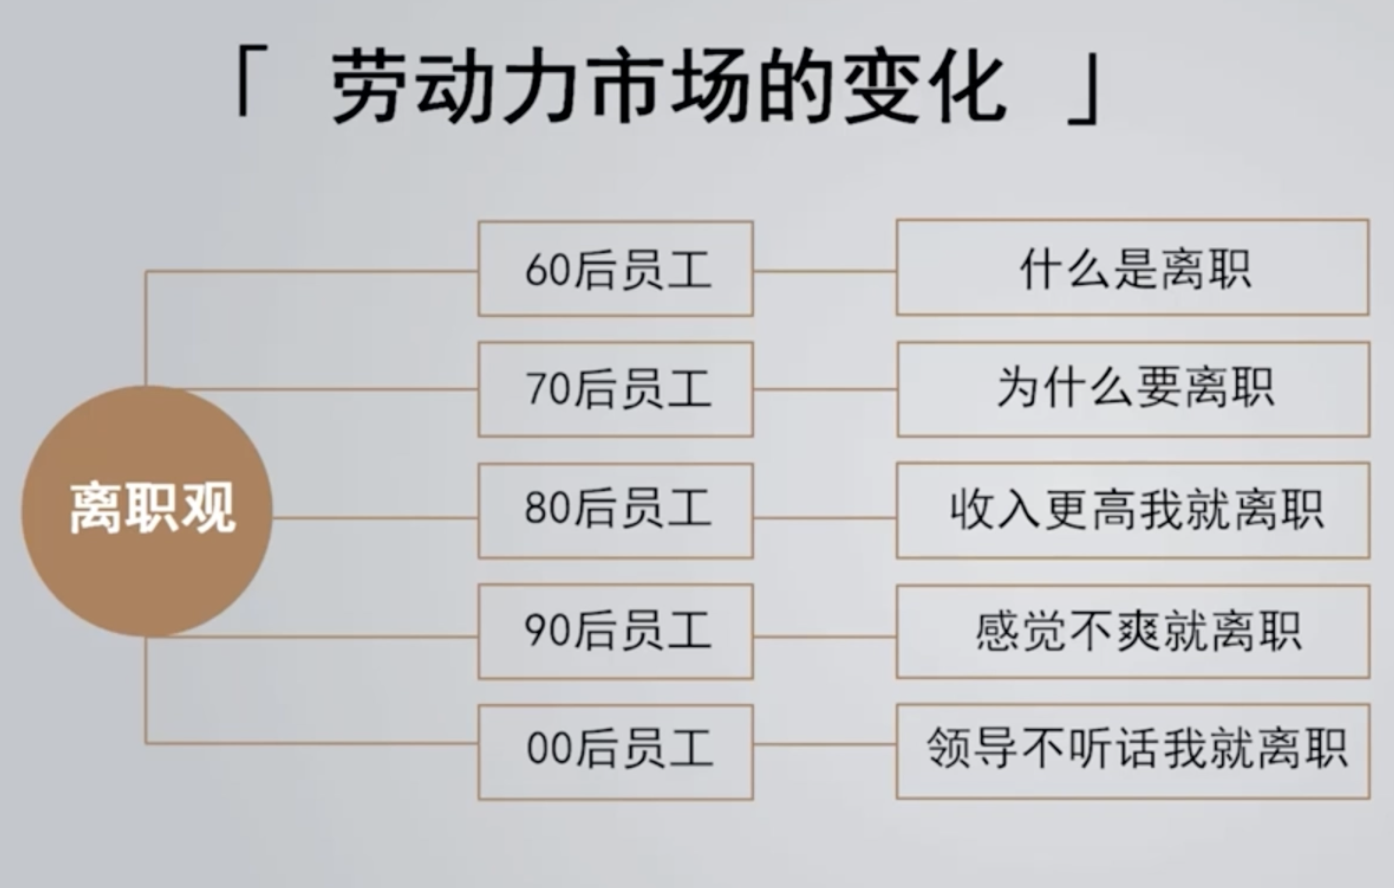 「 劳动力市场的变化 」
离职观
60后员工
什么是离职
70后员工
为什么要离职
80后员工
收入更高我就离职
90后员工
感觉不爽就离职
00后员工
领导不听话我就离职